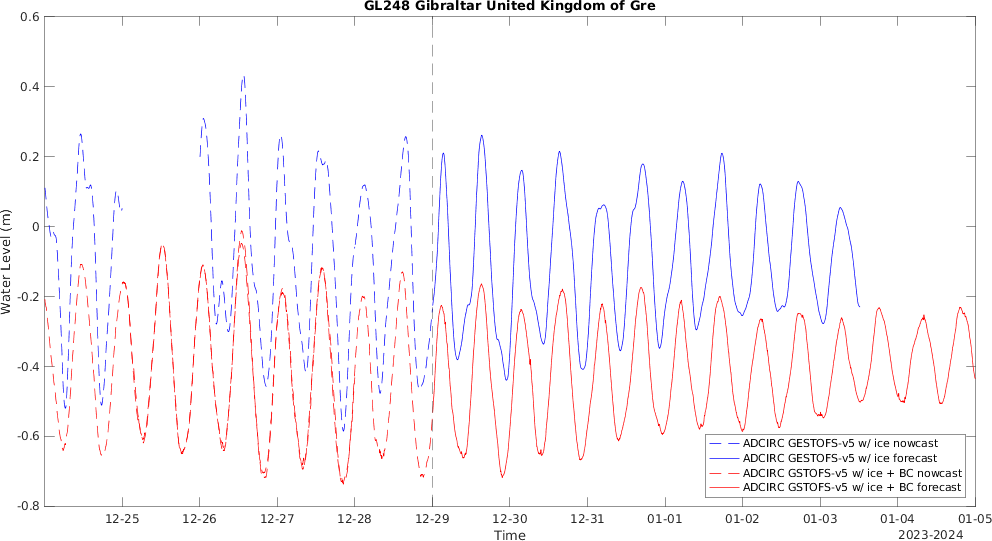 GL248 Gibraltar United Kingdom of Gre
Water Level (m)
0.6
0.4
0.2
0
-0.2
-0.4
-0.6
-0.8
12-25 12-26 12-27 12-28 12-29 12-30 12-31 01-01 01-02 01-03 01-04 01-05
Time
2023-2024
ADCIRC GESTOFS-v5 w/ ice nowcast
ADCIRC GESTOFS-v5 w/ ice forecast
ADCIRC GSTOFS-v5 w/ ice + BC nowcast
ADCIRC GSTOFS-v5 w/ ice + BC forecast